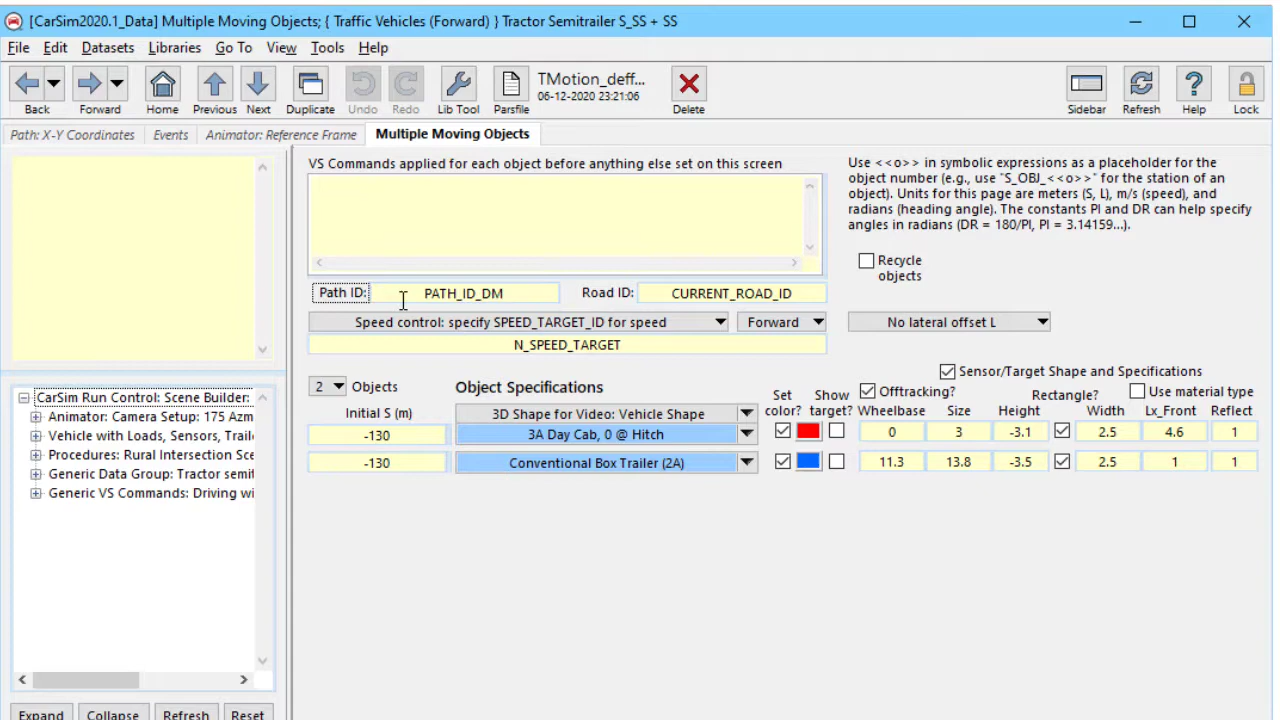 [CarSim2020.1_Data] Multiple Moving Objects; { Traffic Vehicles (Forward) } Tractor Semitrailer S_SS + SS
File Edit Datasets Libraries Go To View Tools Help
TMotion_deff...
06-12-2020 23:21:06
Back Forward Home Previous Next Duplicate Undo Redo Lib Tool Parsfile Delete Sidebar Refresh Help Lock
Path: X-Y Coordinates Events Animator: Reference Frame Multiple Moving Objects
VS Commands applied for each object before anything else set on this screen
Use <<o>> in symbolic expressions as a placeholder for the
object number (e.g., use "S_OBJ_<<o>>" for the station of an
object). Units for this page are meters (S, L), m/s (speed), and
radians (heading angle). The constants PI and DR can help specify
angles in radians (DR = 180/PI, PI = 3.14159...).
Recycle
objects
Path ID: PATH_ID_DM Road ID: CURRENT_ROAD_ID
Speed control: specify SPEED_TARGET_ID for speed Forward No lateral offset L
N_SPEED_TARGET
Sensor/Target Shape and Specifications
2 Objects Object Specifications
Set Show Offtracking? Rectangle? Use material type
Initial S (m) 3D Shape for Video: Vehicle Shape color? target? Wheelbase Size Height Width Lx_Front Reflect
-130 3A Day Cab, 0 @ Hitch 0 3 -3.1 2.5 4.6 1
-130 Conventional Box Trailer (2A) 11.3 13.8 -3.5 2.5 1 1
CarSim Run Control: Scene Builder:
Animator: Camera Setup: 175 Azm
Vehicle with Loads, Sensors, Trail
Procedures: Rural Intersection Sce
Generic Data Group: Tractor semit
Generic VS Commands: Driving wi
Expand Collapse Refresh Reset